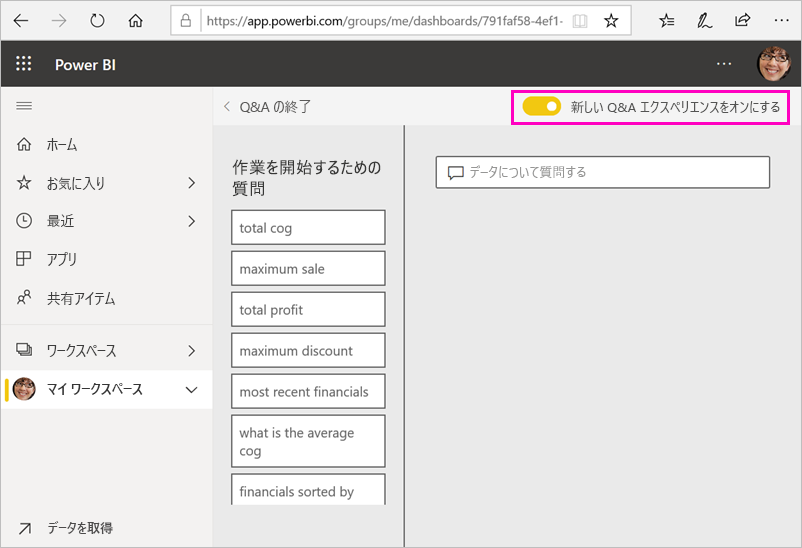 https://app.powerbi.com/groups/me/dashboards/791faf58-4ef1-
Power BI
Q&A の終了
新しい Q&A エクスペリエンスをオンにする
ホーム
お気に入り
最近
アプリ
共有アイテム
ワークスペース
マイ ワークスペース
データを取得
作業を開始するための
質問
total cog
maximum sale
total profit
maximum discount
most recent financials
what is the average
cog
financials sorted by
データについて質問する